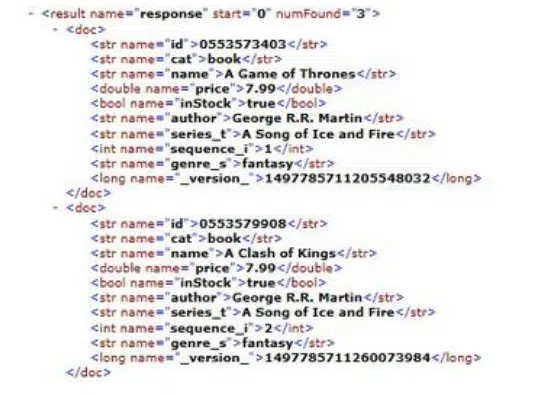 - <result name="response" start="0" numFound="3">
- <doc>
<str name="id">0553573403</str>
<str name="cat">book</str>
<str name="name">A Game of Thrones</str>
<double name="price">7.99</double>
<bool name="inStock">true</bool>
<str name="author">George R.R. Martin</str>
<str name="series_t">A Song of Ice and Fire</str>
<int name="sequence_i">1</int>
<str name="genre_s">fantasy</str>
<long name="_version_">1497785711205548032</long>
</doc>
- <doc>
<str name="id">0553579908</str>
<str name="cat">book</str>
<str name="name">A Clash of Kings</str>
<double name="price">7.99</double>
<bool name="inStock">true</bool>
<str name="author">George R.R. Martin</str>
<str name="series_t">A Song of Ice and Fire</str>
<int name="sequence_i">2</int>
<str name="genre_s">fantasy</str>
<long name="_version_">1497785711260073984</long>
</doc>